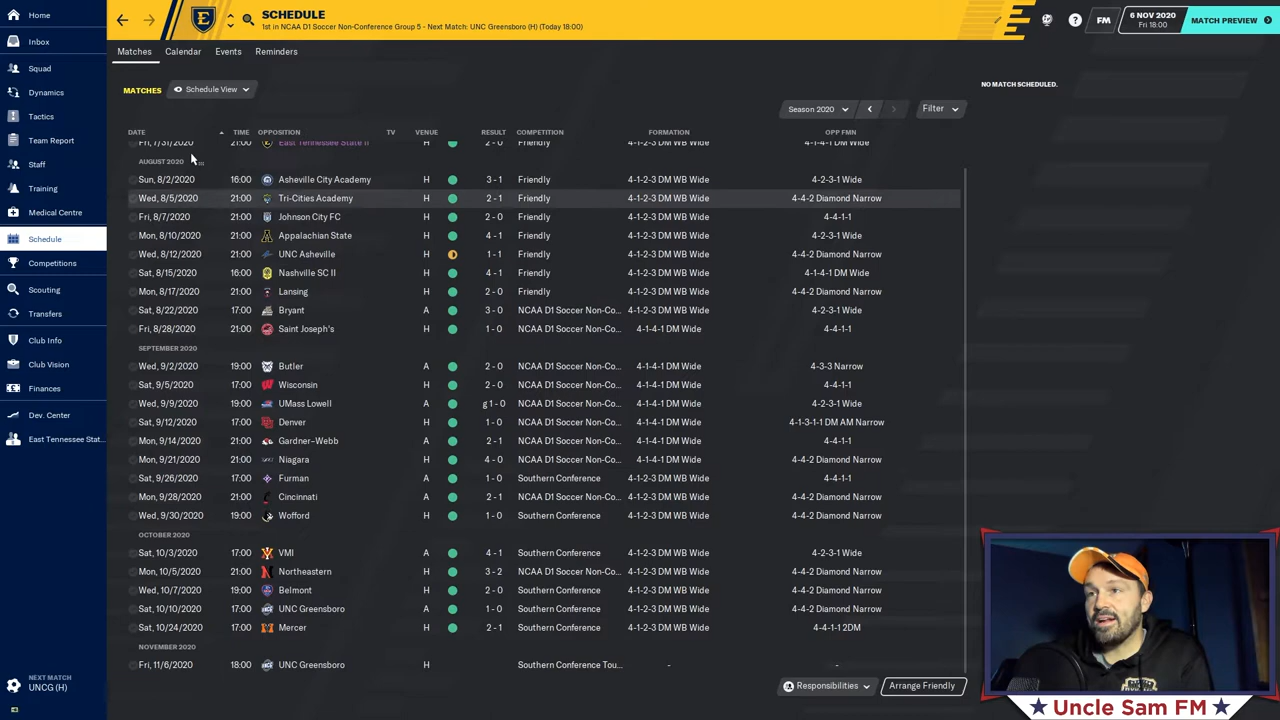 Home
SCHEDULE
1st in NCAA D1 Soccer Non-Conference Group 5 - Next Match: UNC Greensboro (H) (Today 18:00)
FM
6 NOV 2020
Fri 18:00
MATCH PREVIEW
Inbox
Squad
Dynamics
Tactics
Team Report
Staff
Training
Medical Centre
Schedule
Competitions
Scouting
Transfers
Club Info
Club Vision
Finances
Dev. Center
East Tennessee Stat...
NEXT MATCH
UNCG (H)
Matches Calendar Events Reminders
MATCHES Schedule View
Season 2020 Filter
NO MATCH SCHEDULED.
DATE TIME OPPOSITION TV VENUE RESULT COMPETITION FORMATION OPP FMN
Fri, 7/31/2020 21:00 East Tennessee State II H 2 - 0 Friendly 4-1-2-3 DM WB Wide 4-1-4-1 DM Wide
AUGUST 2020
Sun, 8/2/2020 16:00 Asheville City Academy H 3 - 1 Friendly 4-1-2-3 DM WB Wide 4-2-3-1 Wide
Wed, 8/5/2020 21:00 Tri-Cities Academy H 2 - 1 Friendly 4-1-2-3 DM WB Wide 4-4-2 Diamond Narrow
Fri, 8/7/2020 21:00 Johnson City FC H 2 - 0 Friendly 4-1-2-3 DM WB Wide 4-4-1-1
Mon, 8/10/2020 21:00 Appalachian State H 4 - 1 Friendly 4-1-2-3 DM WB Wide 4-2-3-1 Wide
Wed, 8/12/2020 21:00 UNC Asheville H 1 - 1 Friendly 4-1-2-3 DM WB Wide 4-4-2 Diamond Narrow
Sat, 8/15/2020 16:00 Nashville SC II H 4 - 1 Friendly 4-1-2-3 DM WB Wide 4-1-4-1 DM Wide
Mon, 8/17/2020 21:00 Lansing H 2 - 0 Friendly 4-1-2-3 DM WB Wide 4-4-2 Diamond Narrow
Sat, 8/22/2020 17:00 Bryant A 3 - 0 NCAA D1 Soccer Non-Co... 4-1-2-3 DM WB Wide 4-2-3-1 Wide
Fri, 8/28/2020 21:00 Saint Joseph's H 1 - 0 NCAA D1 Soccer Non-Co... 4-1-4-1 DM Wide 4-4-1-1
SEPTEMBER 2020
Wed, 9/2/2020 19:00 Butler A 2 - 0 NCAA D1 Soccer Non-Co... 4-1-4-1 DM Wide 4-3-3 Narrow
Sat, 9/5/2020 17:00 Wisconsin H 2 - 0 NCAA D1 Soccer Non-Co... 4-1-4-1 DM Wide 4-4-1-1
Wed, 9/9/2020 19:00 UMass Lowell A g 1 - 0 NCAA D1 Soccer Non-Co... 4-1-4-1 DM Wide 4-2-3-1 Wide
Sat, 9/12/2020 17:00 Denver H 1 - 0 NCAA D1 Soccer Non-Co... 4-1-4-1 DM Wide 4-1-3-1-1 DM AM Narrow
Mon, 9/14/2020 21:00 Gardner–Webb A 2 - 1 NCAA D1 Soccer Non-Co... 4-1-4-1 DM Wide 4-4-1-1
Mon, 9/21/2020 21:00 Niagara H 4 - 0 NCAA D1 Soccer Non-Co... 4-1-4-1 DM Wide 4-4-2 Diamond Narrow
Sat, 9/26/2020 17:00 Furman A 1 - 0 Southern Conference 4-1-2-3 DM WB Wide 4-4-1-1
Mon, 9/28/2020 21:00 Cincinnati A 2 - 1 NCAA D1 Soccer Non-Co... 4-1-2-3 DM WB Wide 4-4-2 Diamond Narrow
Wed, 9/30/2020 19:00 Wofford H 1 - 0 Southern Conference 4-1-2-3 DM WB Wide 4-4-2 Diamond Narrow
OCTOBER 2020
Sat, 10/3/2020 17:00 VMI A 4 - 1 Southern Conference 4-1-2-3 DM WB Wide 4-2-3-1 Wide
Mon, 10/5/2020 21:00 Northeastern H 3 - 2 NCAA D1 Soccer Non-Co... 4-1-2-3 DM WB Wide 4-4-2 Diamond Narrow
Wed, 10/7/2020 19:00 Belmont H 2 - 0 Southern Conference 4-1-2-3 DM WB Wide 4-4-2 Diamond Narrow
Sat, 10/10/2020 17:00 UNC Greensboro A 1 - 0 Southern Conference 4-1-2-3 DM WB Wide 4-4-2 Diamond Narrow
Sat, 10/24/2020 17:00 Mercer H 2 - 1 Southern Conference 4-1-2-3 DM WB Wide 4-4-1-1 2DM
NOVEMBER 2020
Fri, 11/6/2020 18:00 UNC Greensboro H Southern Conference Tou... - -
Responsibilities Arrange Friendly
Uncle Sam FM